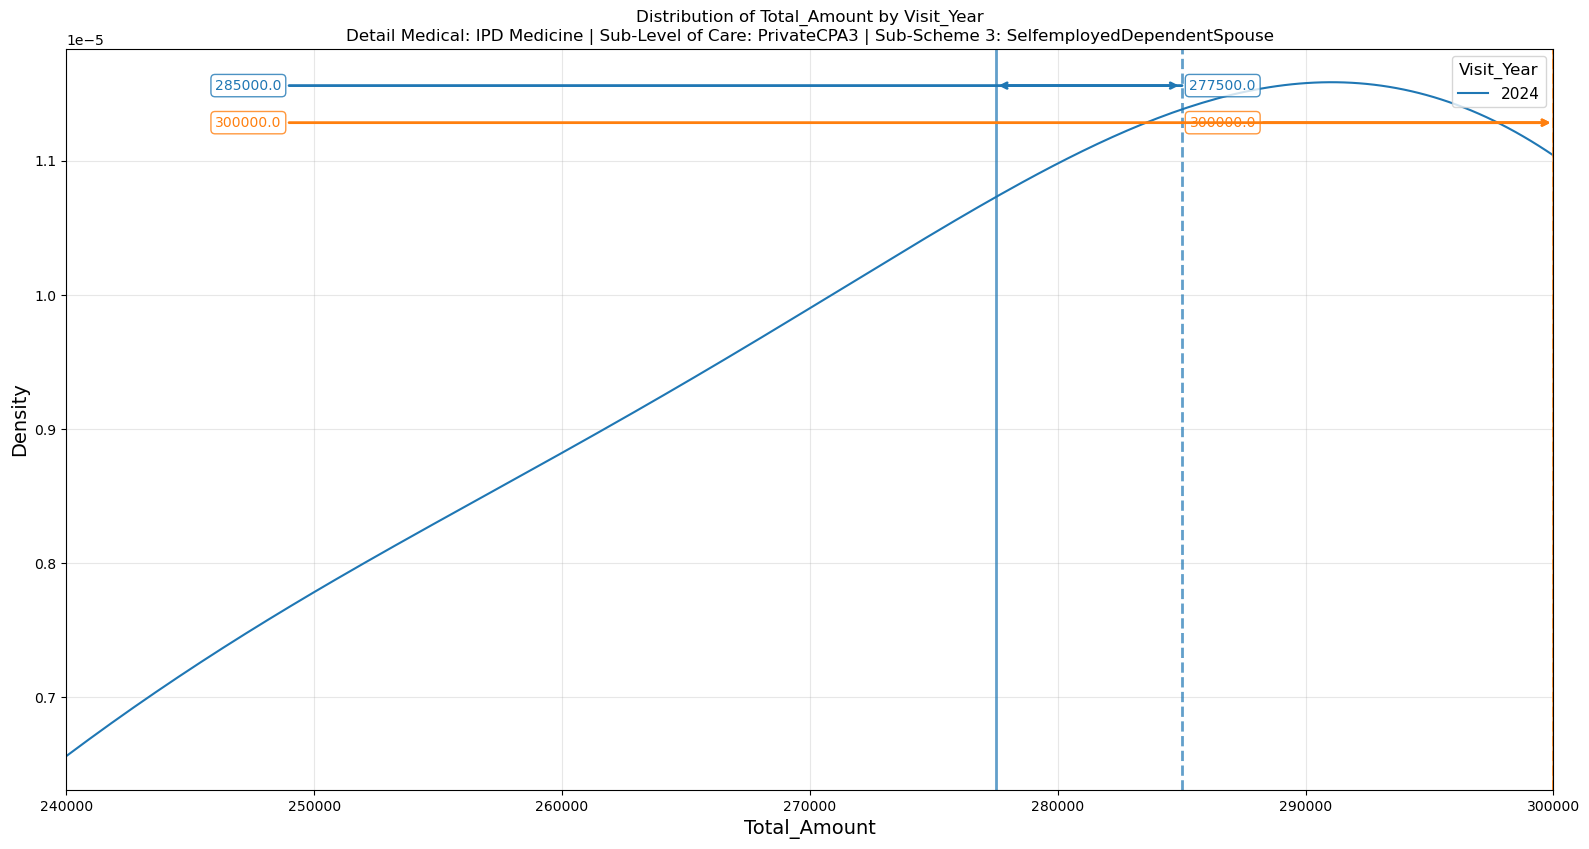 Distribution of Total_Amount by Visit_Year
Detail Medical: IPD Medicine | Sub-Level of Care: PrivateCPA3 | Sub-Scheme 3: SelfemployedDependentSpouse
1e−5
285000.0
277500.0
300000.0
300000.0
Visit_Year
2024
1.1
1.0
0.9
0.8
0.7
Density
240000
250000
260000
270000
280000
290000
300000
Total_Amount